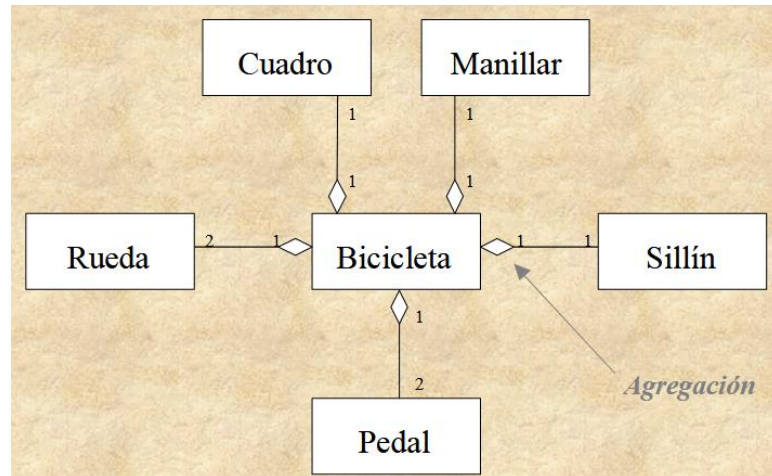 Cuadro
Manillar
1
1
1
1
Rueda
2
1
Bicicleta
1
1
Sillín
1
Agregación
2
Pedal